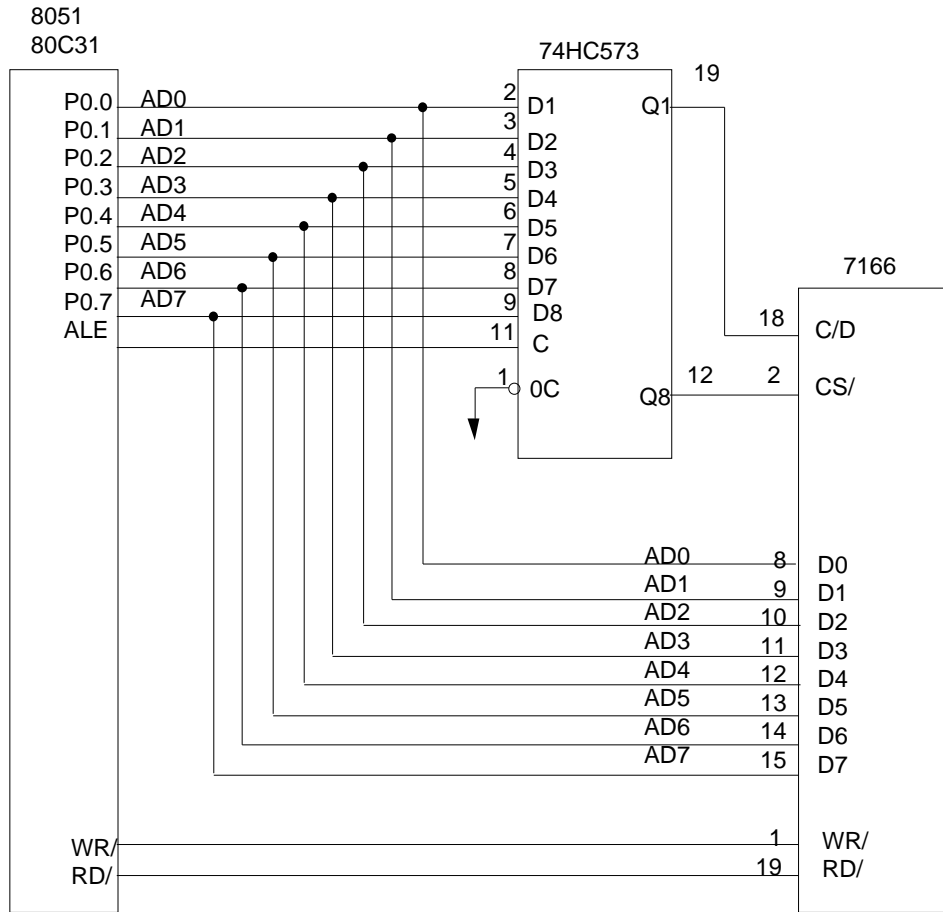 8051
80C31
74HC573
19
P0.0 AD0 2 D1 Q1
P0.1 AD1 3 D2
P0.2 AD2 4 D3
P0.3 AD3 5 D4
P0.4 AD4 6 D5
P0.5 AD5 7 D6
P0.6 AD6 8 D7
P0.7 AD7 9 D8
ALE 11 C
1 0C Q8 12
7166
18 C/D
2 CS/
AD0 8 D0
AD1 9 D1
AD2 10 D2
AD3 11 D3
AD4 12 D4
AD5 13 D5
AD6 14 D6
AD7 15 D7
WR/ 1 WR/
RD/ 19 RD/